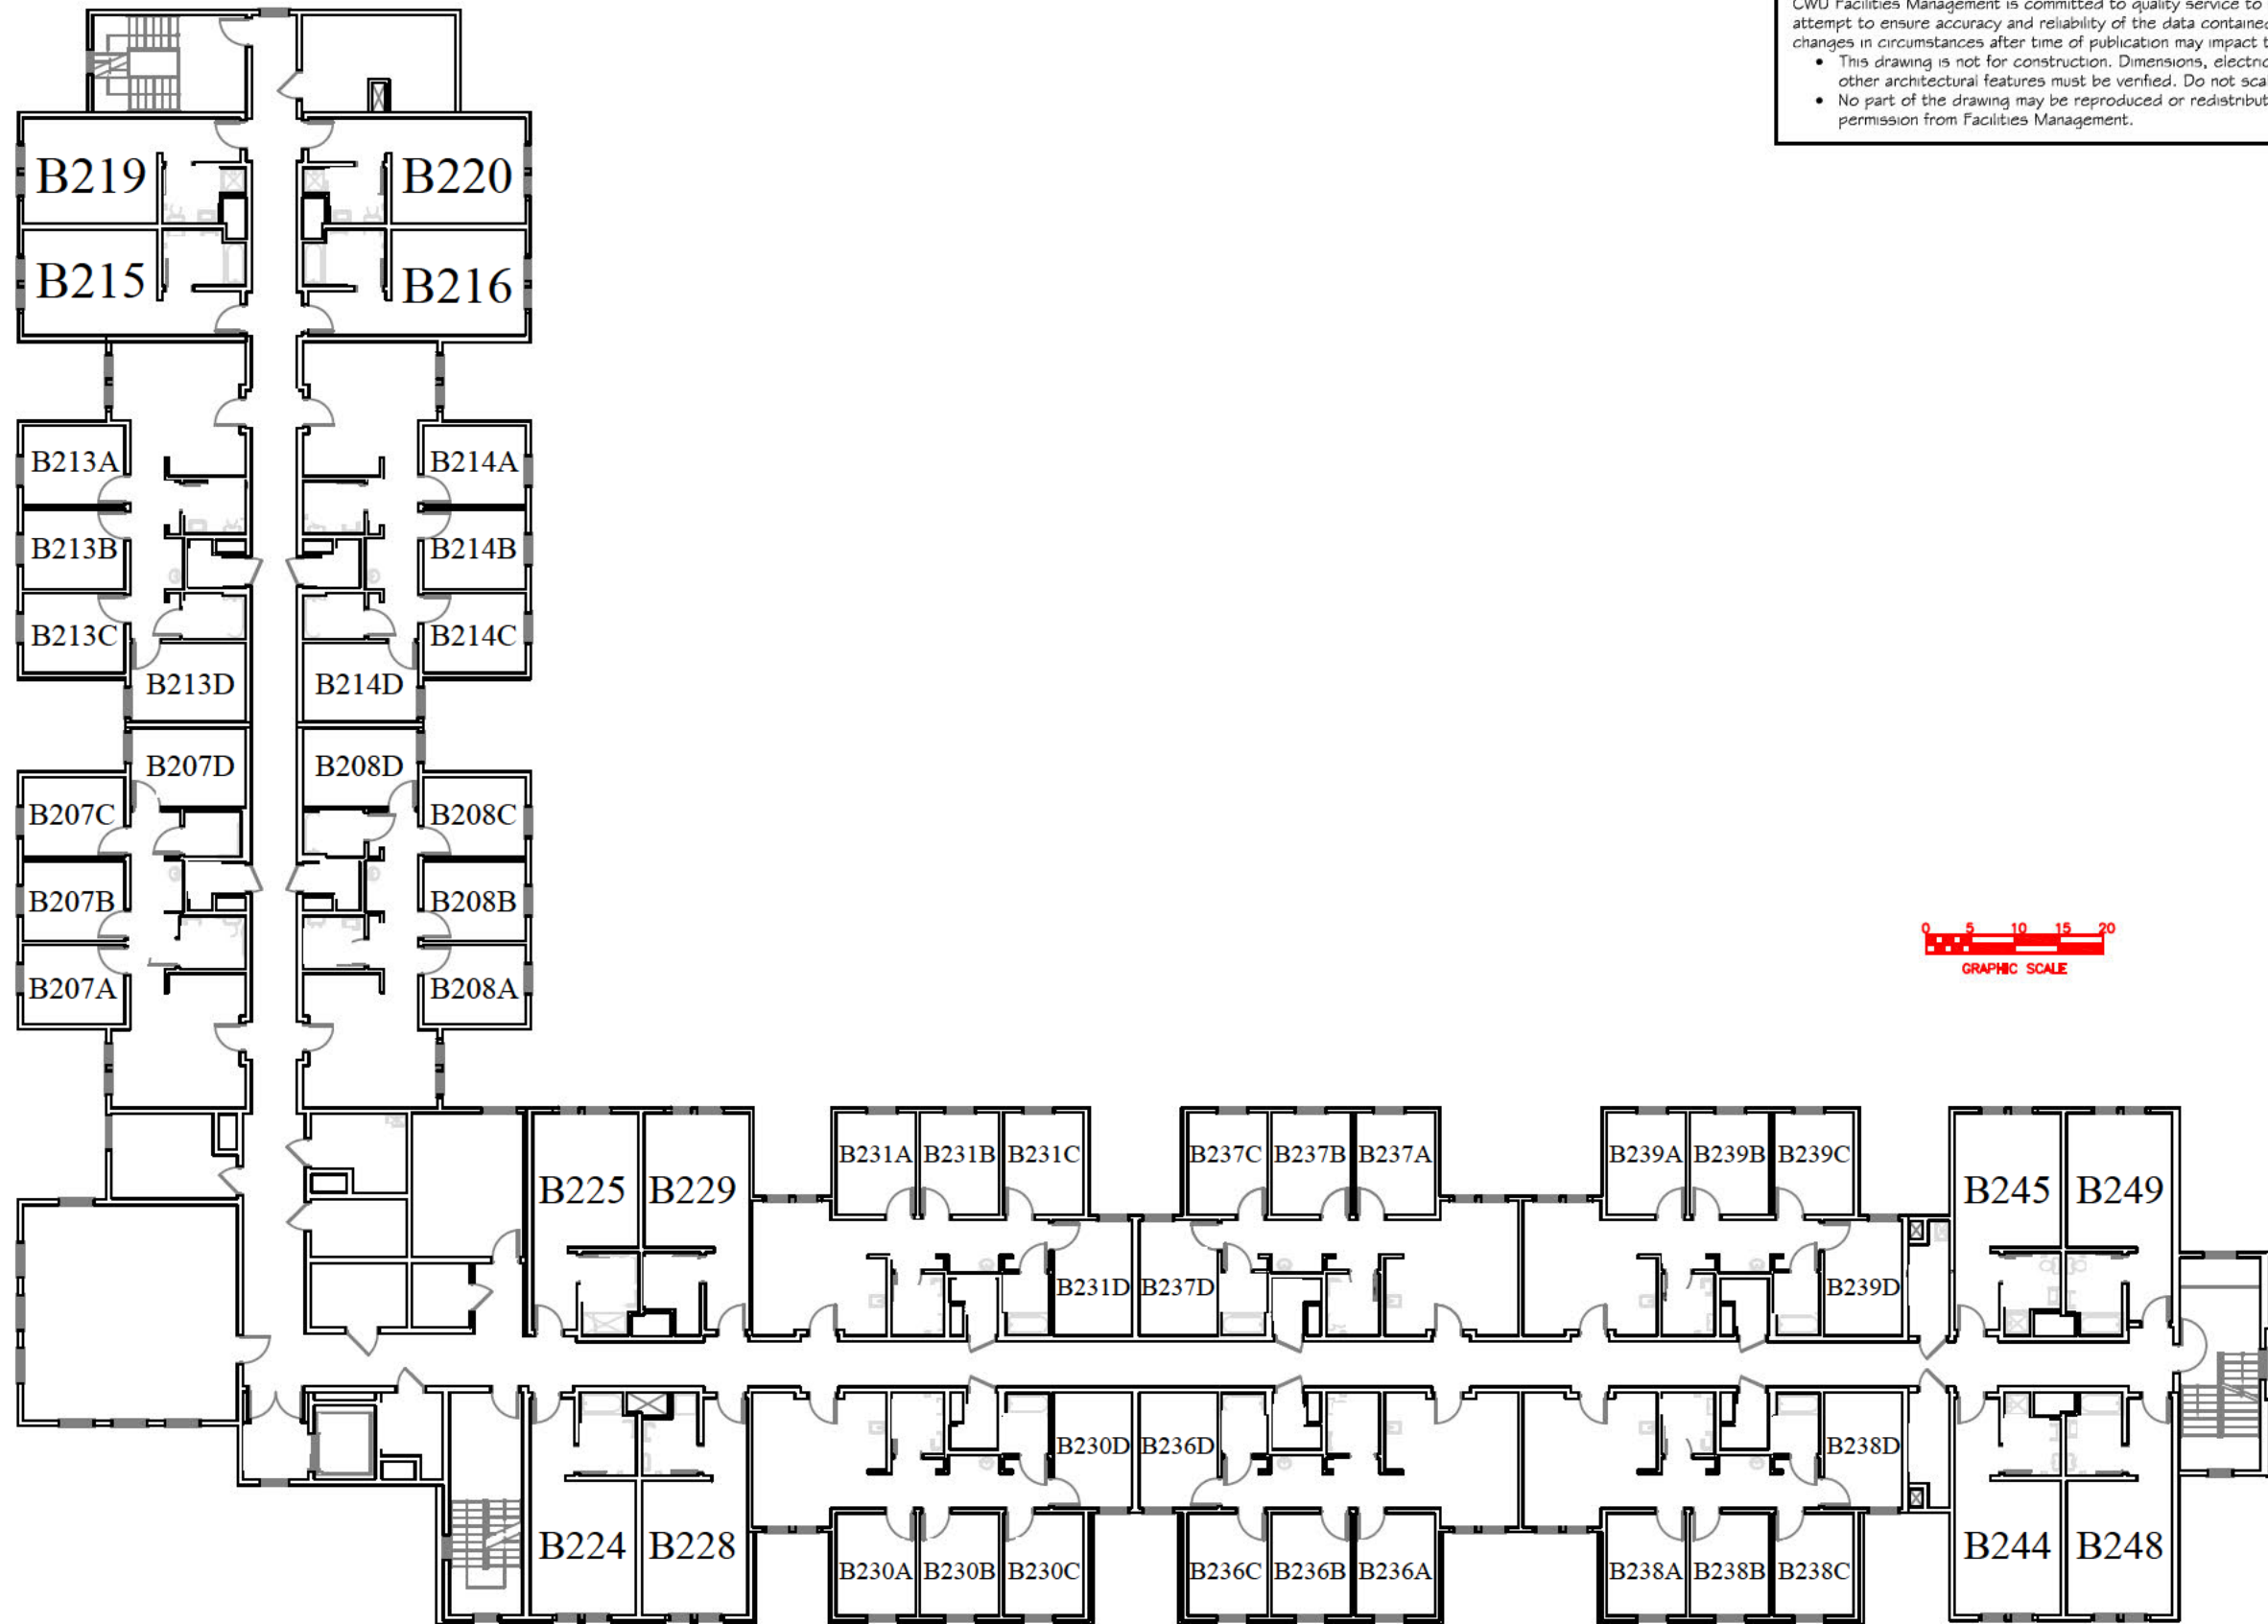 CWU Facilities Management is committed to quality service to
attempt to ensure accuracy and reliability of the data contained
changes in circumstances after time of publication may impact
• This drawing is not for construction. Dimensions,
other architectural features must be verified. Do not
• No part of the drawing may be reproduced or
permission from Facilities Management.
B219 B220
B215 B216
B213A B214A
B213B B214B
B213C B214C
B213D B214D
B207D B208D
B207C B208C
B207B B208B
0 5 10 15 20
GRAPHIC SCALE
B207A B208A
B231A B231B B231C B237C B237B B237A B239A B239B B239C
B225 B229 B245 B249
B231D B237D B239D
B230D B236D B238D
B224 B228 B244 B248
B230A B230B B230C B236C B236B B236A B238A B238B B238C